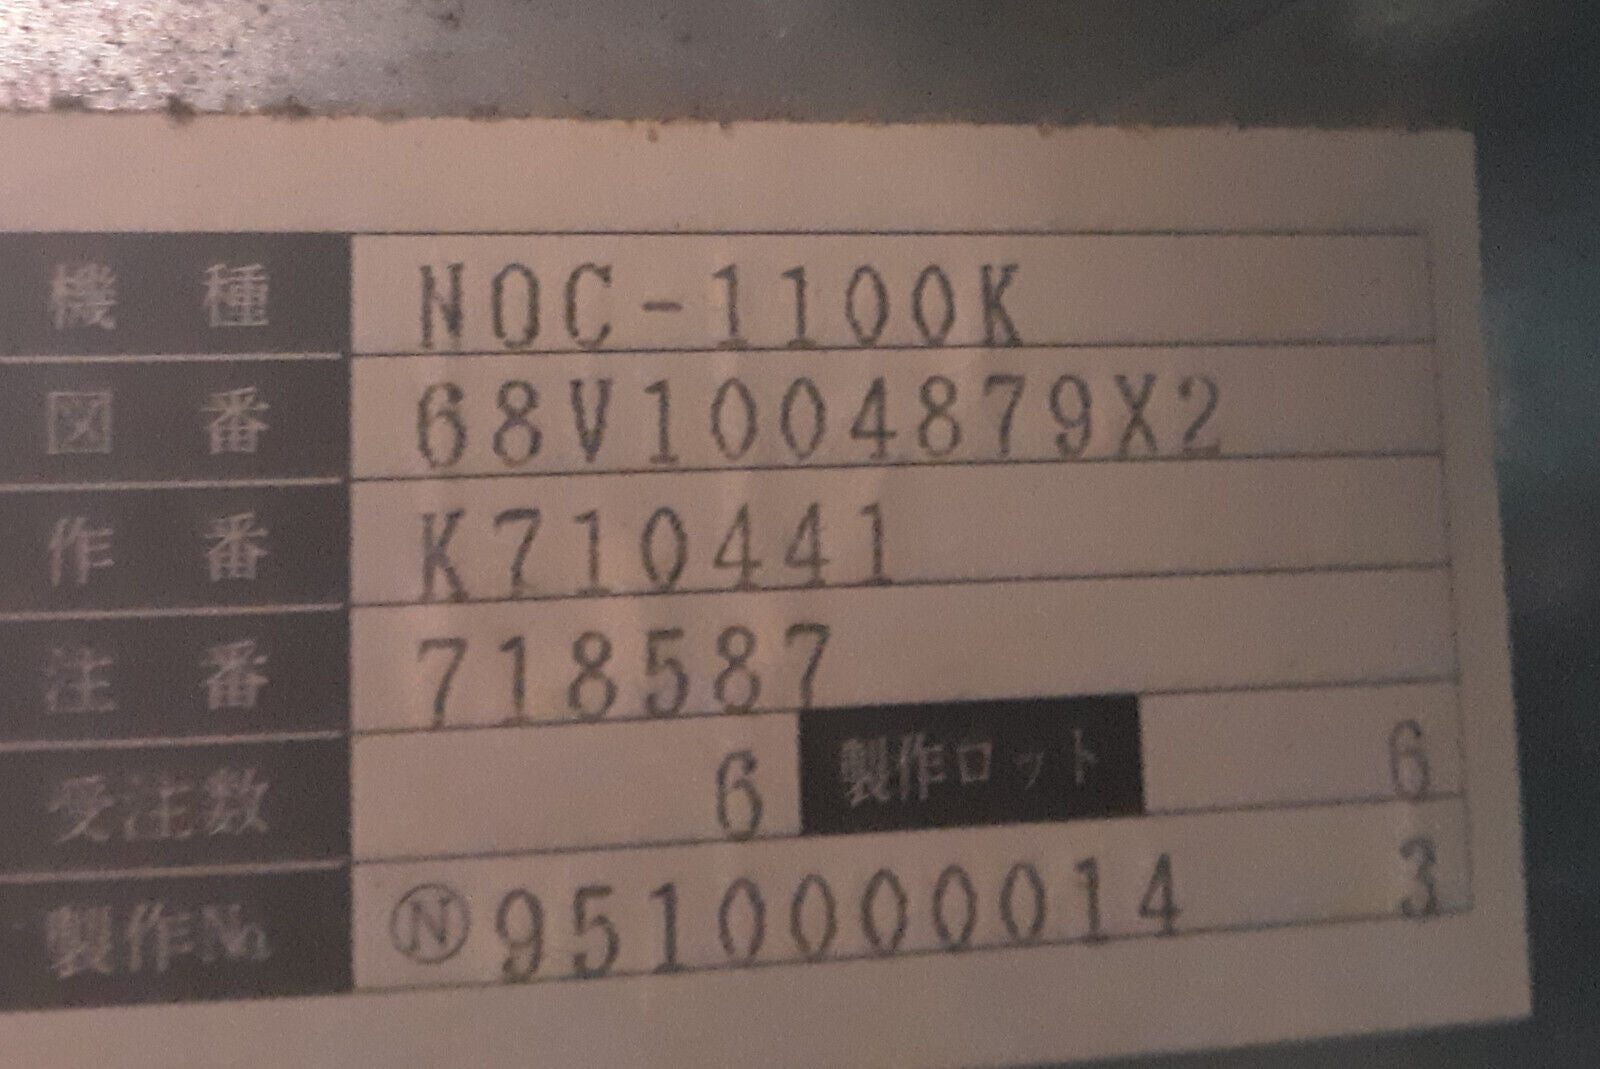 機種 NOC-1100K
図番 68V1004879X2
作番 K710441
注番 718587
受注数 6 製作ロット 6
製作No. Ⓝ9510000014 3